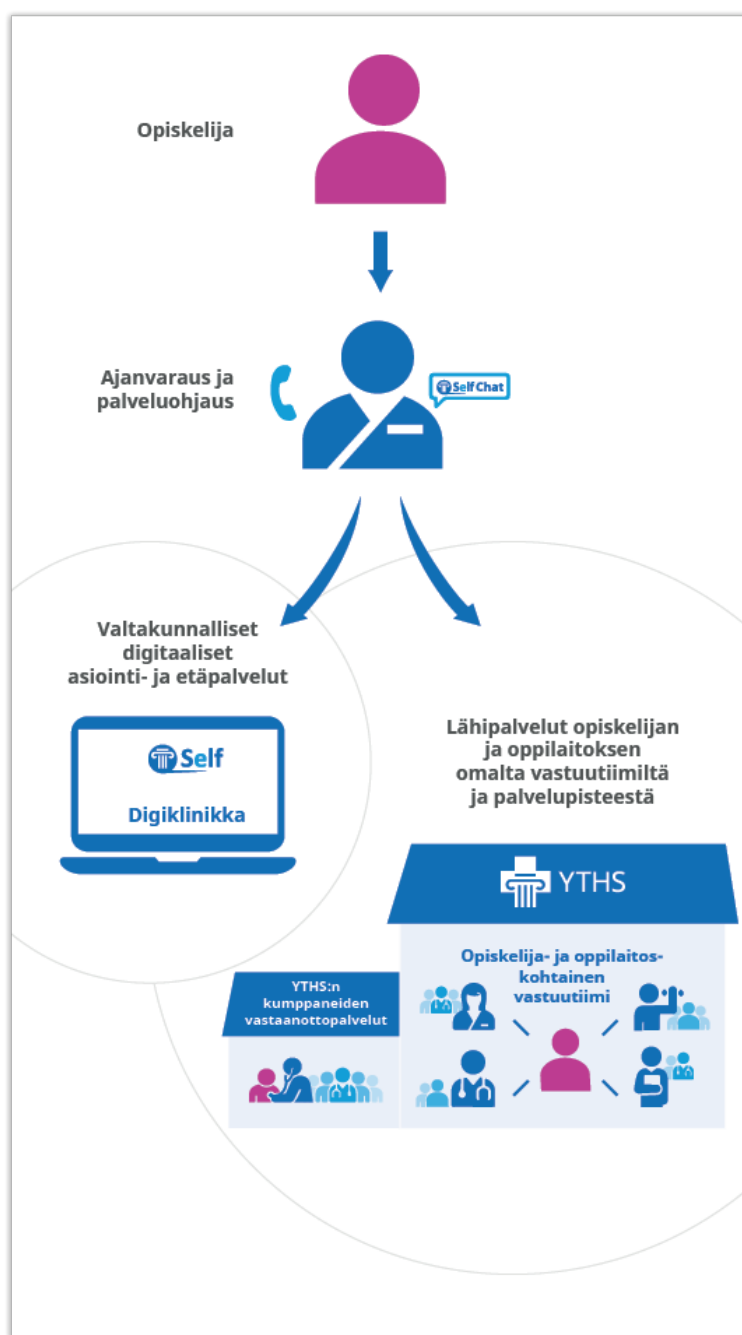 Opiskelija
Ajanvaraus ja
palveluohjaus
Self Chat
Valtakunnalliset
digitaaliset
asiointi- ja etäpalvelut
Self
Digiklinikka
Lähipalvelut opiskelijan
ja oppilaitoksen
omalta vastuutiimiltä
ja palvelupisteestä
YTHS
Opiskelija- ja oppilaitos-
kohtainen
vastuutiimi
YTHS:n
kumppaneiden
vastaanottopalvelut